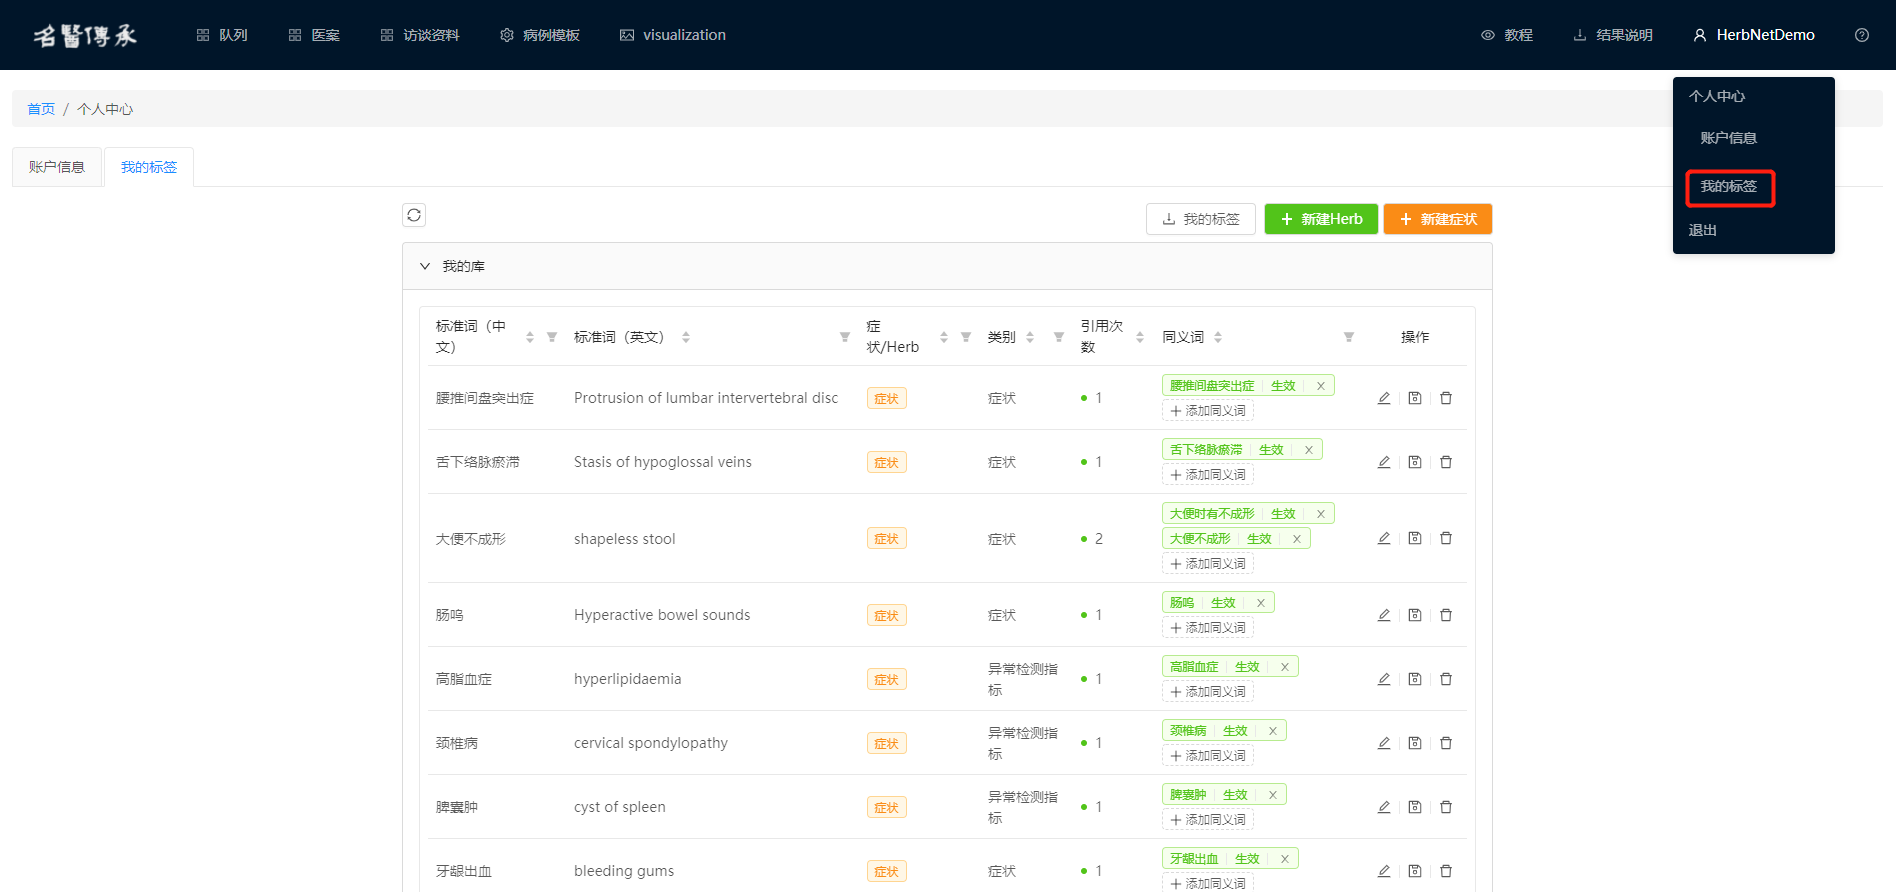 名醫傳承 队列 医案 访谈资料 病例模板 visualization 教程 结果说明 HerbNetDemo
首页 / 个人中心
个人中心
账户信息
我的标签
退出
账户信息 我的标签
我的标签 新建Herb 新建症状
我的库
标准词（中文） 标准词（英文） 症状/Herb 类别 引用次数 同义词 操作
腰推间盘突出症 Protrusion of lumbar intervertebral disc 症状 症状 1 腰推间盘突出症 生效 X
添加同义词
舌下络脉瘀滞 Stasis of hypoglossal veins 症状 症状 1 舌下络脉瘀滞 生效 X
添加同义词
大便不成形 shapeless stool 症状 症状 2 大便时有不成形 生效 X
大便不成形 生效 X
添加同义词
肠鸣 Hyperactive bowel sounds 症状 症状 1 肠鸣 生效 X
添加同义词
高脂血症 hyperlipidaemia 症状 异常检测指标 1 高脂血症 生效 X
添加同义词
颈椎病 cervical spondylopathy 症状 异常检测指标 1 颈椎病 生效 X
添加同义词
脾囊肿 cyst of spleen 症状 异常检测指标 1 脾囊肿 生效 X
添加同义词
牙龈出血 bleeding gums 症状 症状 1 牙龈出血 生效 X
添加同义词